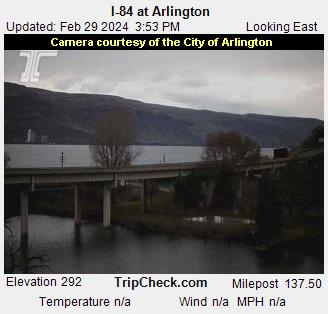 I-84 at Arlington
Updated: Feb 29 2024 3:53 PM Looking East
Camera courtesy of the City of Arlington
Elevation 292 TripCheck.com Milepost 137.50
Temperature n/a Wind n/a MPH n/a